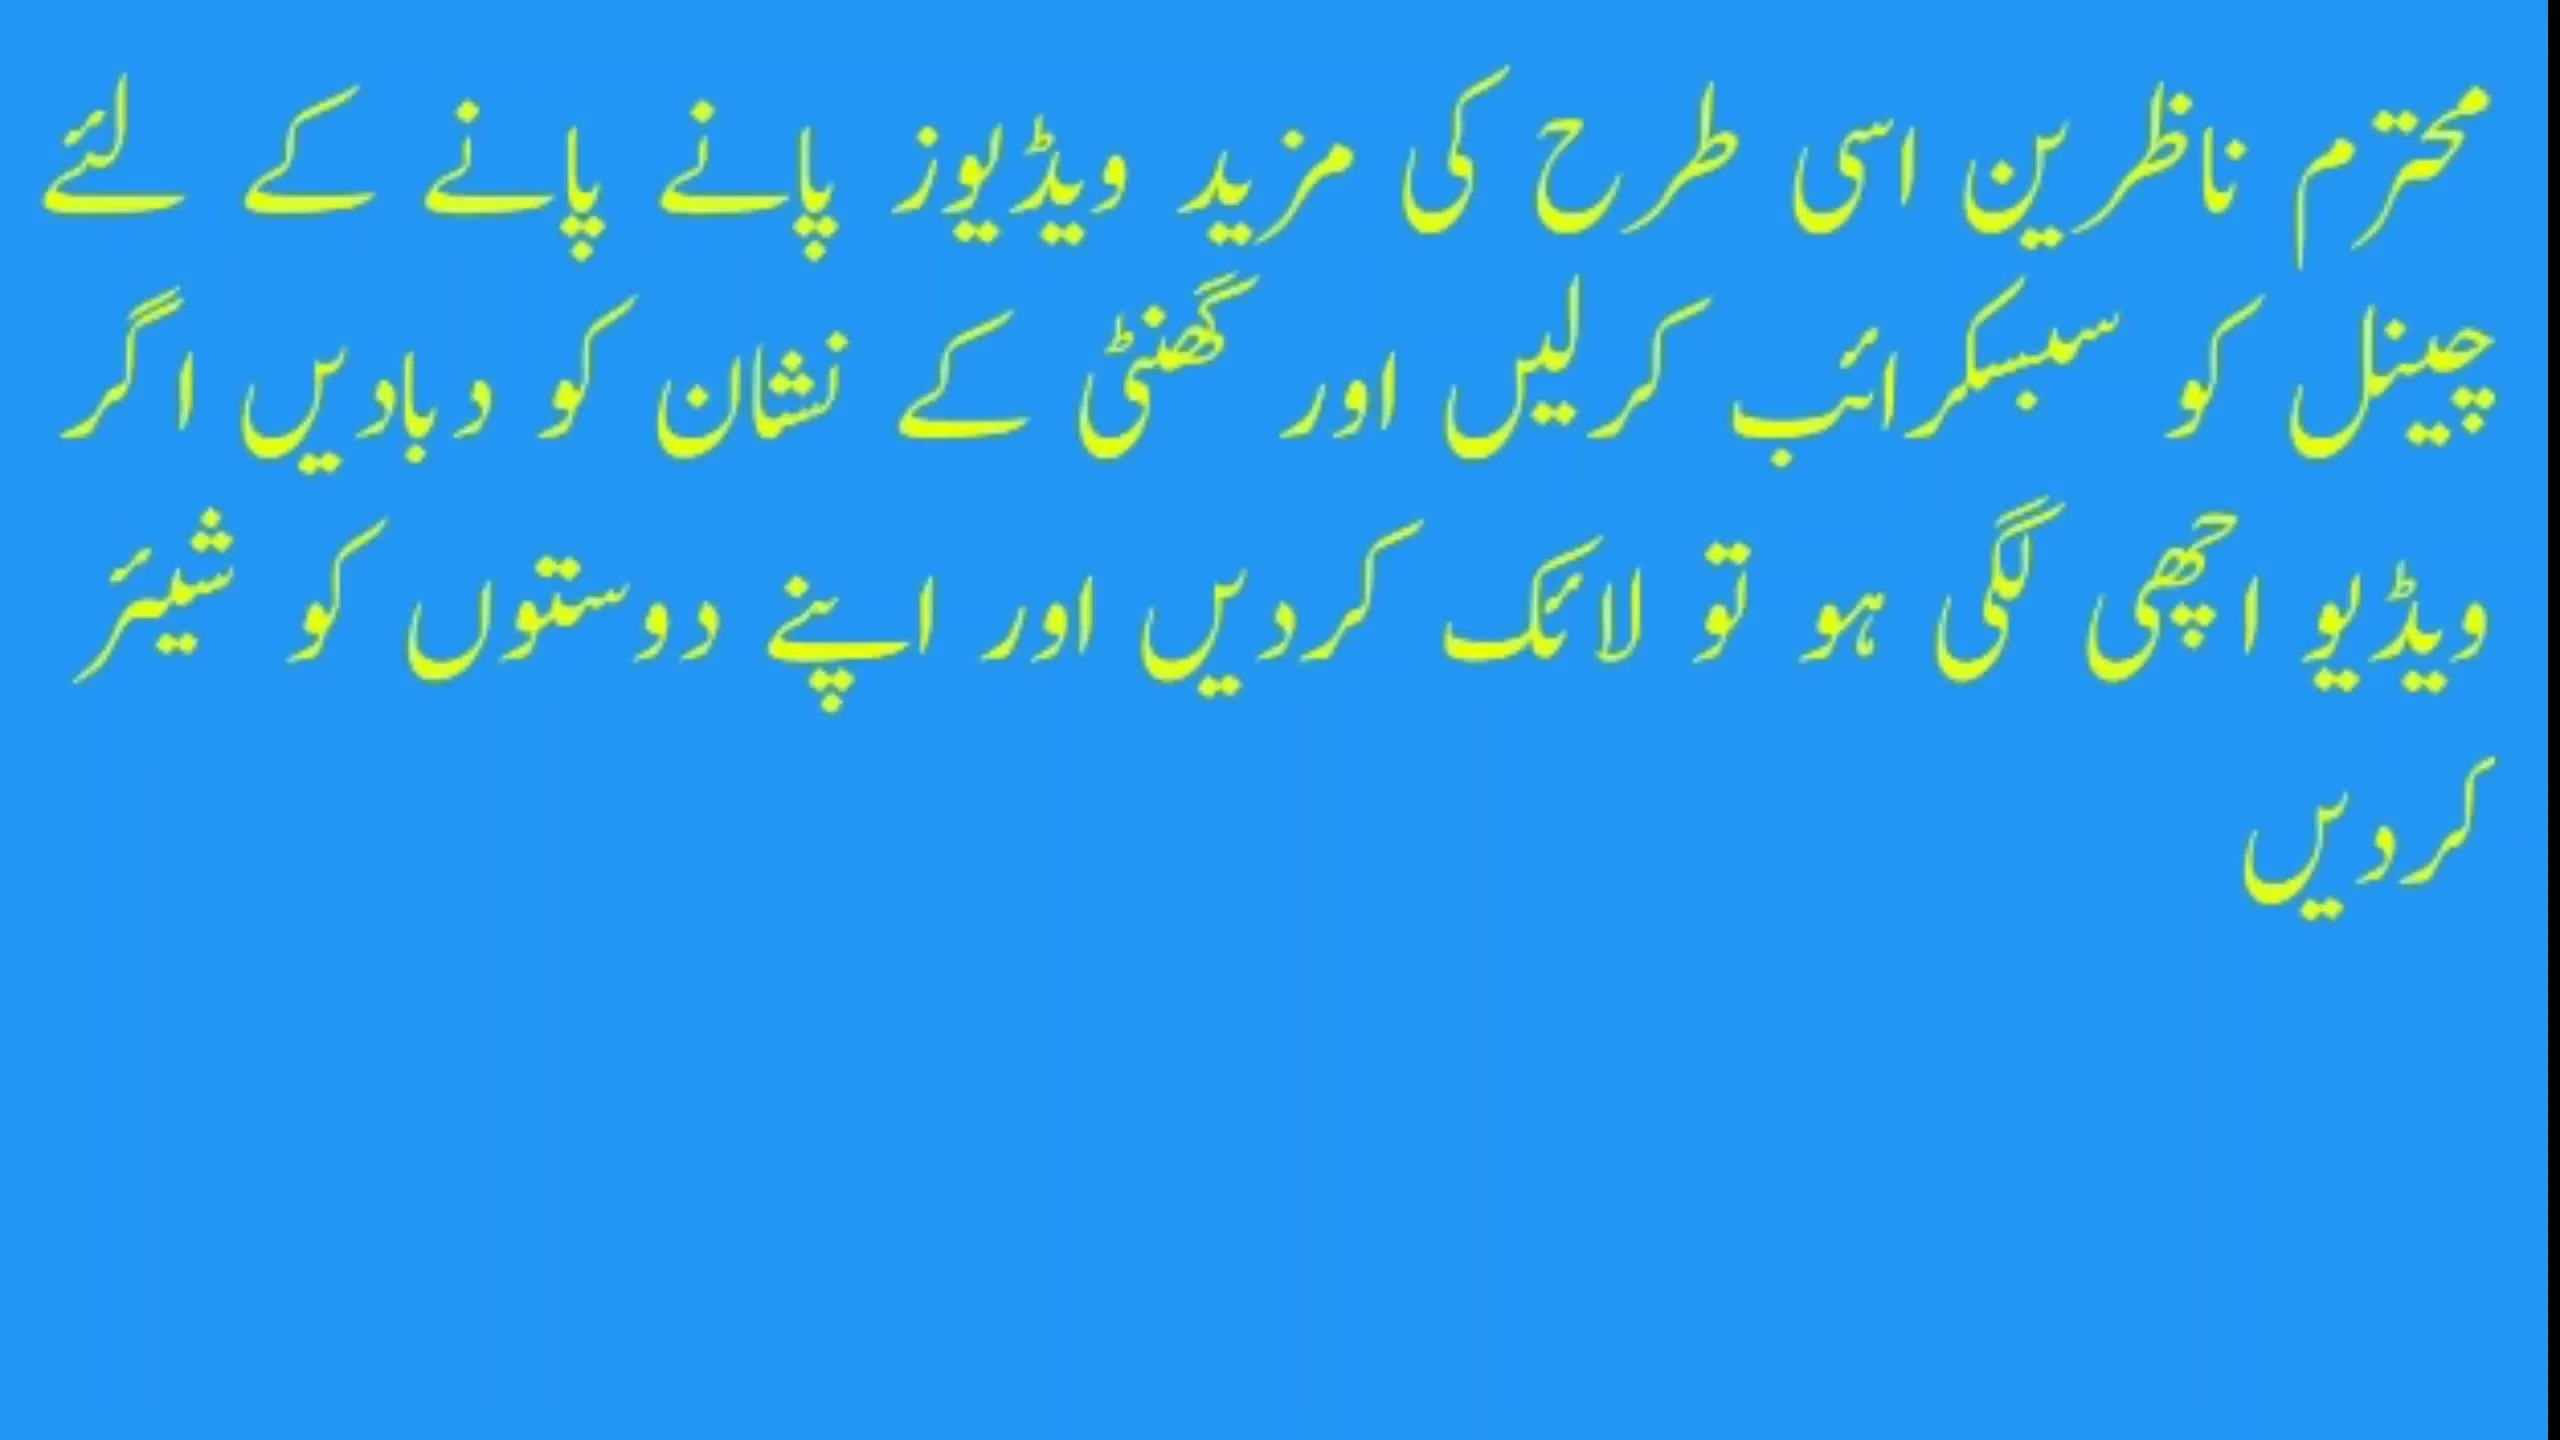 محترم ناظرین اسی طرح کی مزید ویڈیوز پانے پانے کے لئے
چینل کو سبسکرائب کرلیں اور گھنٹی کے نشان کو دبادیں اگر
ویڈیو اچھی لگی ہو تو لائک کردیں اور اپنے دوستوں کو شیئر
کردیں